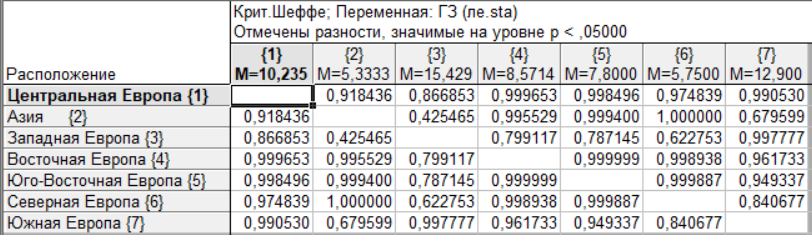 Крит.Шеффе; Переменная: ГЗ (ле.sta)
Отмечены разности, значимые на уровне p < ,05000
{1} {2} {3} {4} {5} {6} {7}
Расположение M=10,235 M=5,3333 M=15,429 M=8,5714 M=7,8000 M=5,7500 M=12,900
Центральная Европа {1} 0,918436 0,866853 0,999653 0,998496 0,974839 0,990530
Азия {2} 0,918436 0,425465 0,995529 0,999400 1,000000 0,679599
Западная Европа {3} 0,866853 0,425465 0,799117 0,787145 0,622753 0,997777
Восточная Европа {4} 0,999653 0,995529 0,799117 0,999999 0,998938 0,961733
Юго-Восточная Европа {5} 0,998496 0,999400 0,787145 0,999999 0,999887 0,949337
Северная Европа {6} 0,974839 1,000000 0,622753 0,998938 0,999887 0,840677
Южная Европа {7} 0,990530 0,679599 0,997777 0,961733 0,949337 0,840677